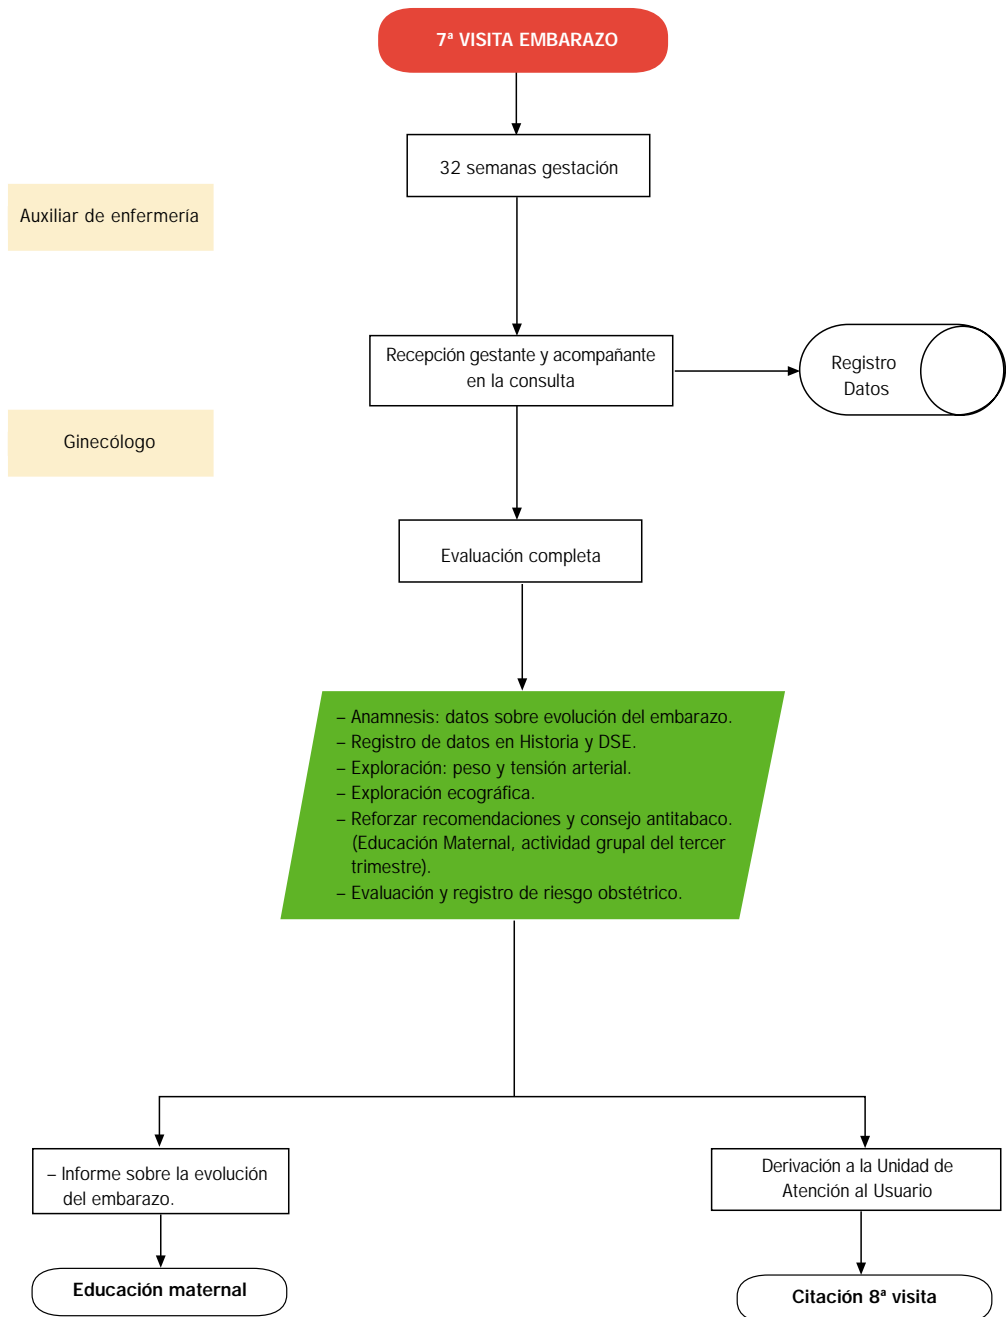 7ª VISITA EMBARAZO
32 semanas gestación
Auxiliar de enfermería
Recepción gestante y acompañante
en la consulta
Registro
Datos
Ginecólogo
Evaluación completa
– Anamnesis: datos sobre evolución del embarazo.
– Registro de datos en Historia y DSE.
– Exploración: peso y tensión arterial.
– Exploración ecográfica.
– Reforzar recomendaciones y consejo antitabaco.
(Educación Maternal, actividad grupal del tercer
trimestre).
– Evaluación y registro de riesgo obstétrico.
– Informe sobre la evolución
del embarazo.
Derivación a la Unidad de
Atención al Usuario
Educación maternal
Citación 8ª visita